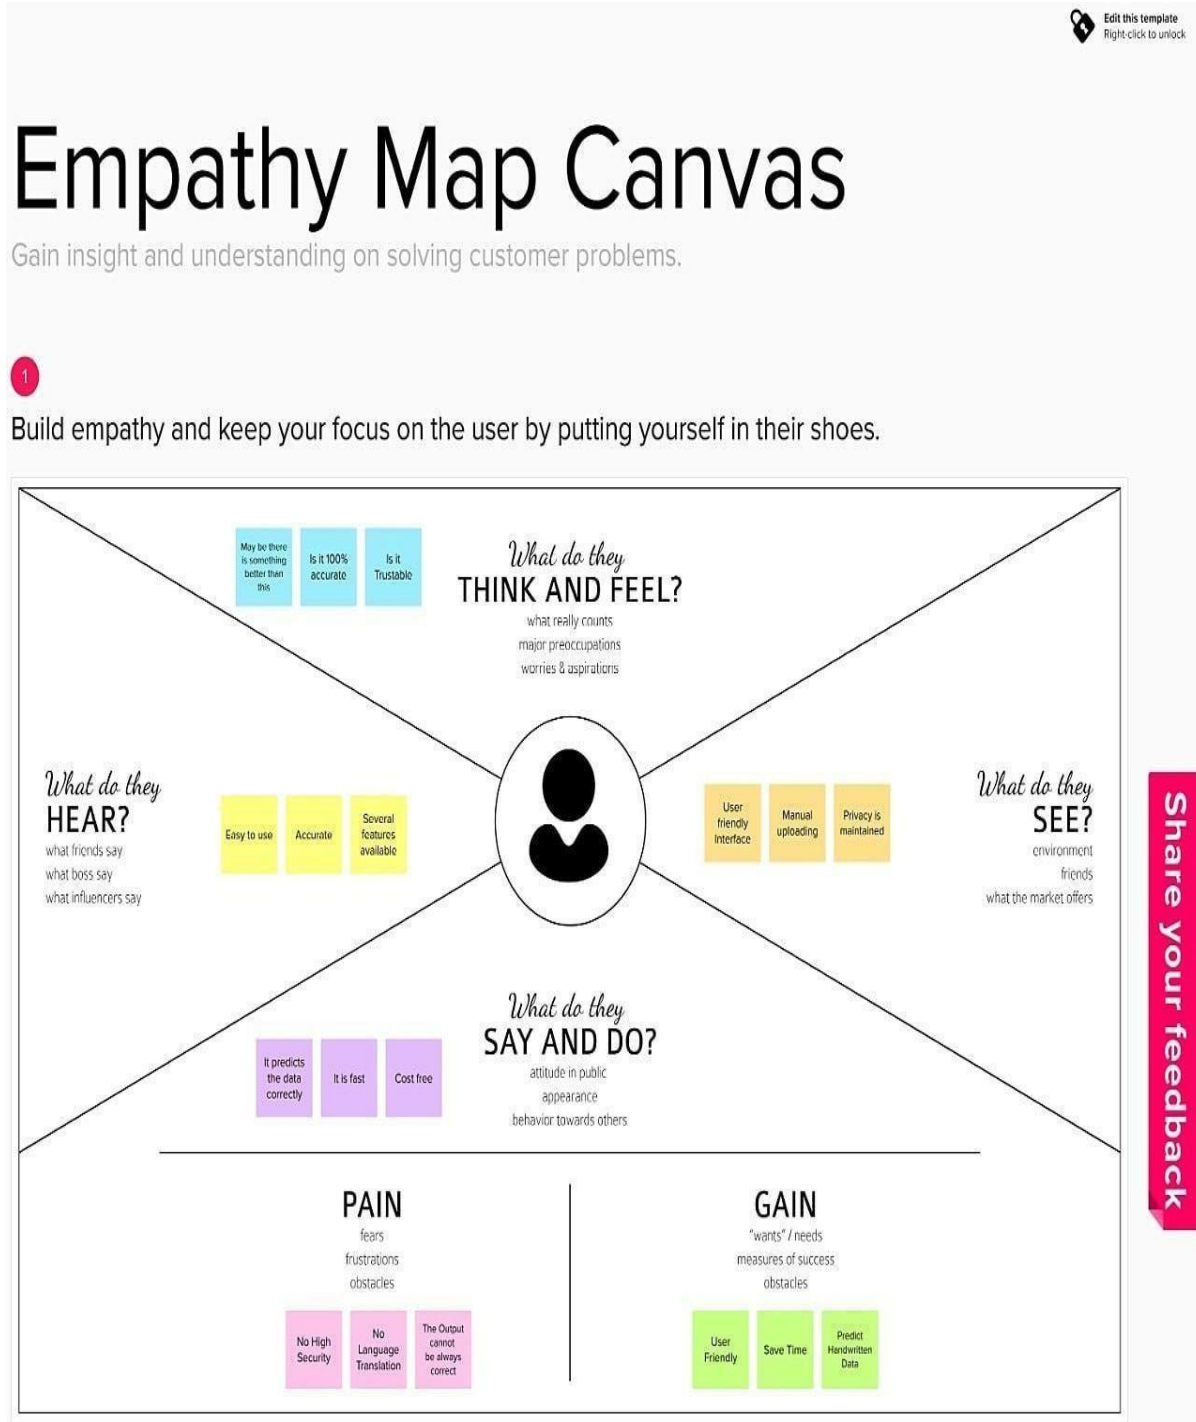 Edit this template
Right-click to unlock
Empathy Map Canvas
Gain insight and understanding on solving customer problems.
1
Build empathy and keep your focus on the user by putting yourself in their shoes.
May be there
is something
better than
this
Is it 100%
accurate
Is it
Trustable
What do they
THINK AND FEEL?
what really counts
major preoccupations
worries & aspirations
What do they
HEAR?
what friends say
what boss say
what influencers say
Easy to use
Accurate
Several
features
available
User
friendly
Interface
Manual
uploading
Privacy is
maintained
What do they
SEE?
environment
friends
what the market offers
Share your feedback
What do they
SAY AND DO?
attitude in public
appearance
behavior towards others
It predicts
the data
correctly
It is fast
Cost free
PAIN
fears
frustrations
obstacles
No High
Security
No
Language
Translation
The Output
cannot
be always
correct
GAIN
"wants" / needs
measures of success
obstacles
User
Friendly
Save Time
Predict
Handwritten
Data